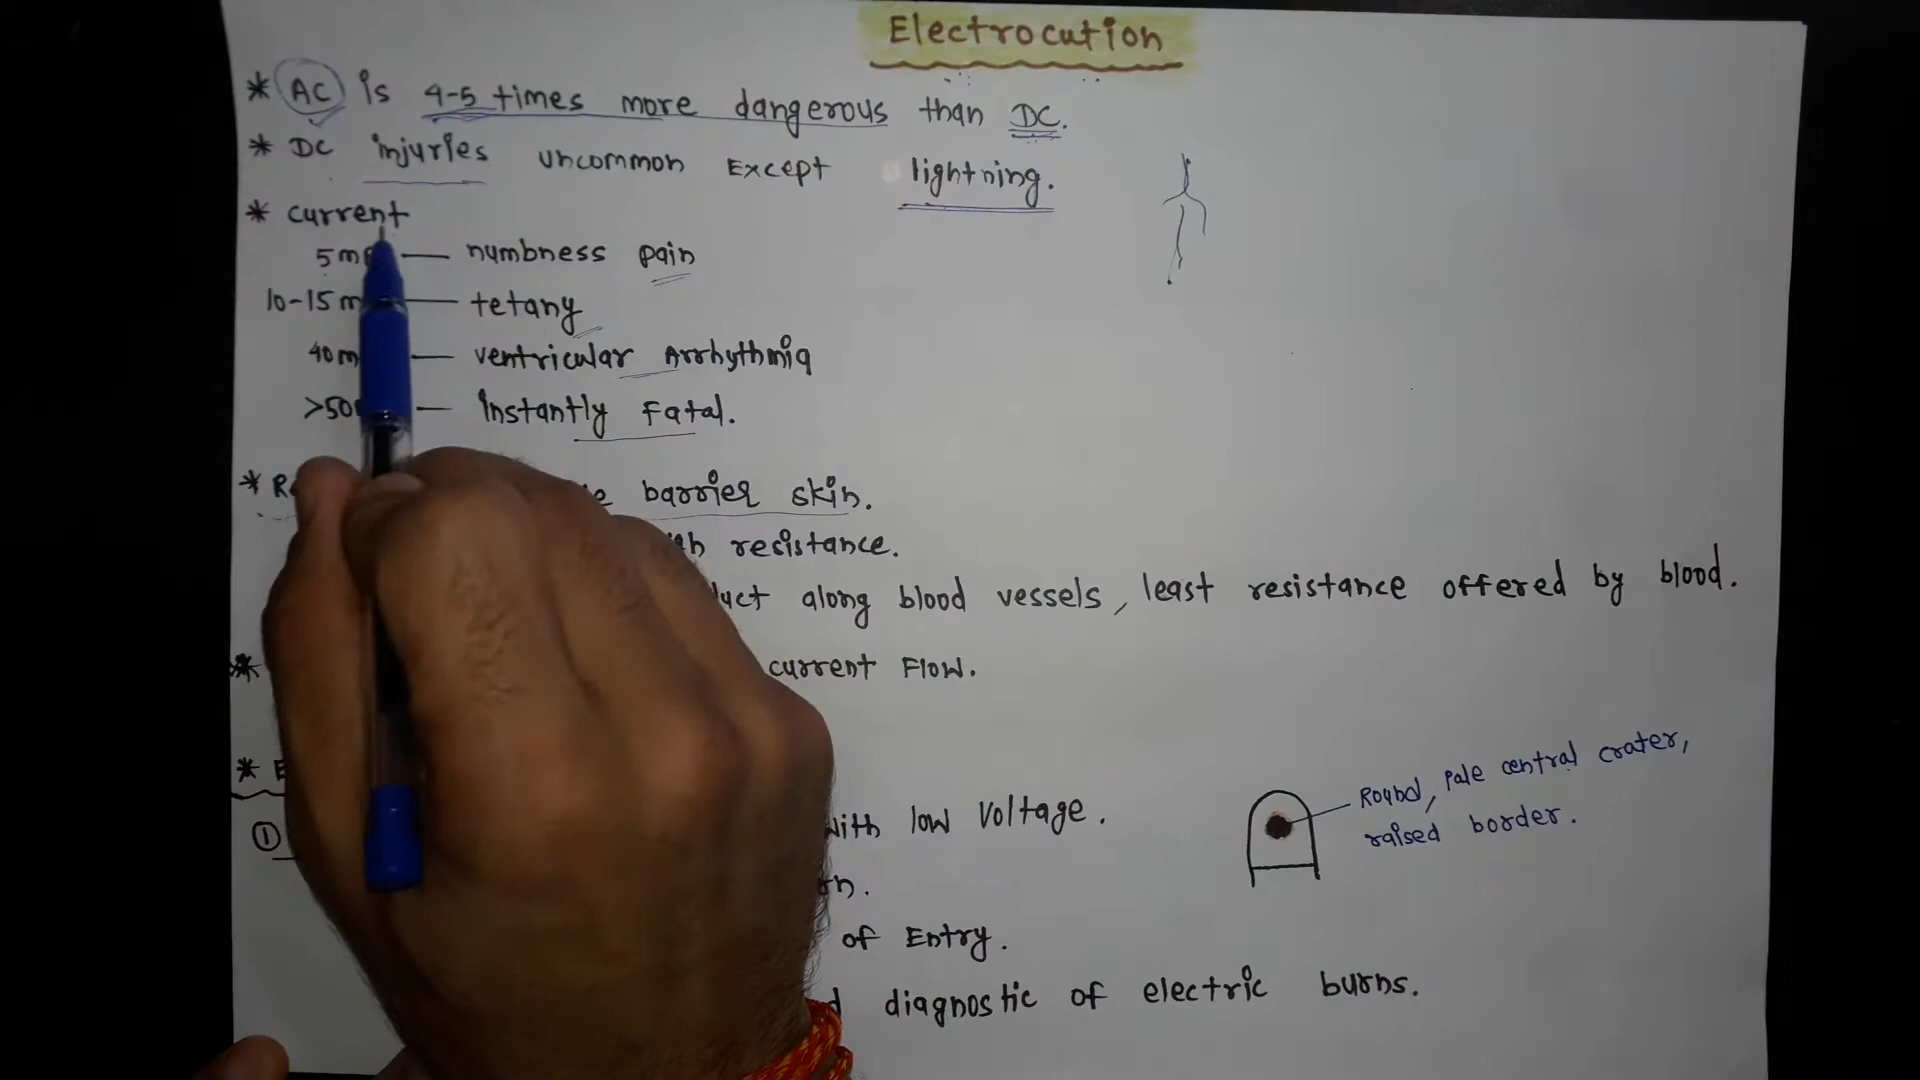 Electrocution
* AC is 4-5 times more dangerous than DC.
* DC injuries uncommon Except lightning.
* current
5m — numbness pain
10-15m — tetany
40m — ventricular Arrhythmia
>50 — instantly Fatal.
* barrier skin.
resistance.
along blood vessels, least resistance offered by blood.
* current Flow.
*
Round, Pale central crater,
raised border.
① with low Voltage.
of Entry.
diagnostic of electric burns.